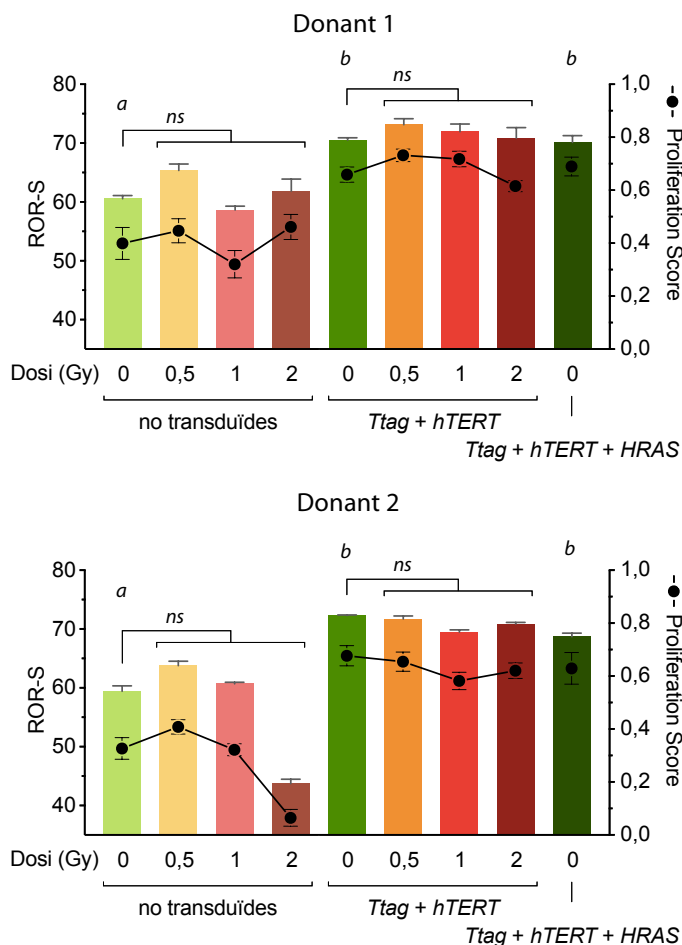 Donant 1
80
70
60
50
40
ROR-S
a
ns
b
ns
b
1,0
0,8
0,6
0,4
0,2
0,0
Proliferation Score
Dosi (Gy) 0 0,5 1 2 0 0,5 1 2 0
no transduïdes Ttag + hTERT
Ttag + hTERT + HRAS
Donant 2
80
70
60
50
40
ROR-S
a
ns
b
ns
b
1,0
0,8
0,6
0,4
0,2
0,0
Proliferation Score
Dosi (Gy) 0 0,5 1 2 0 0,5 1 2 0
no transduïdes Ttag + hTERT
Ttag + hTERT + HRAS